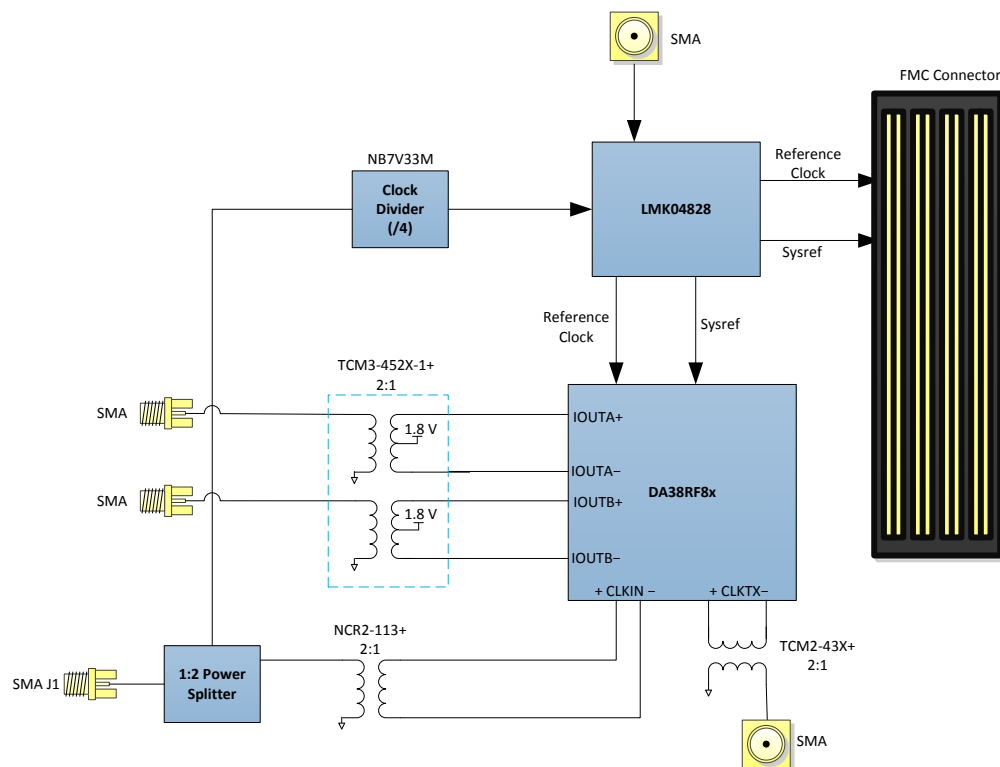 SMA
FMC Connector
NB7V33M
Clock
Divider
(/4)
LMK04828
Reference
Clock
Sysref
Reference
Clock
Sysref
TCM3-452X-1+
2:1
SMA
1.8 V
IOUTA+
IOUTA−
SMA
1.8 V
IOUTB+
IOUTB−
DA38RF8x
+ CLKIN −
+ CLKTX−
NCR2-113+
2:1
TCM2-43X+
2:1
SMA J1
1:2 Power
Splitter
SMA